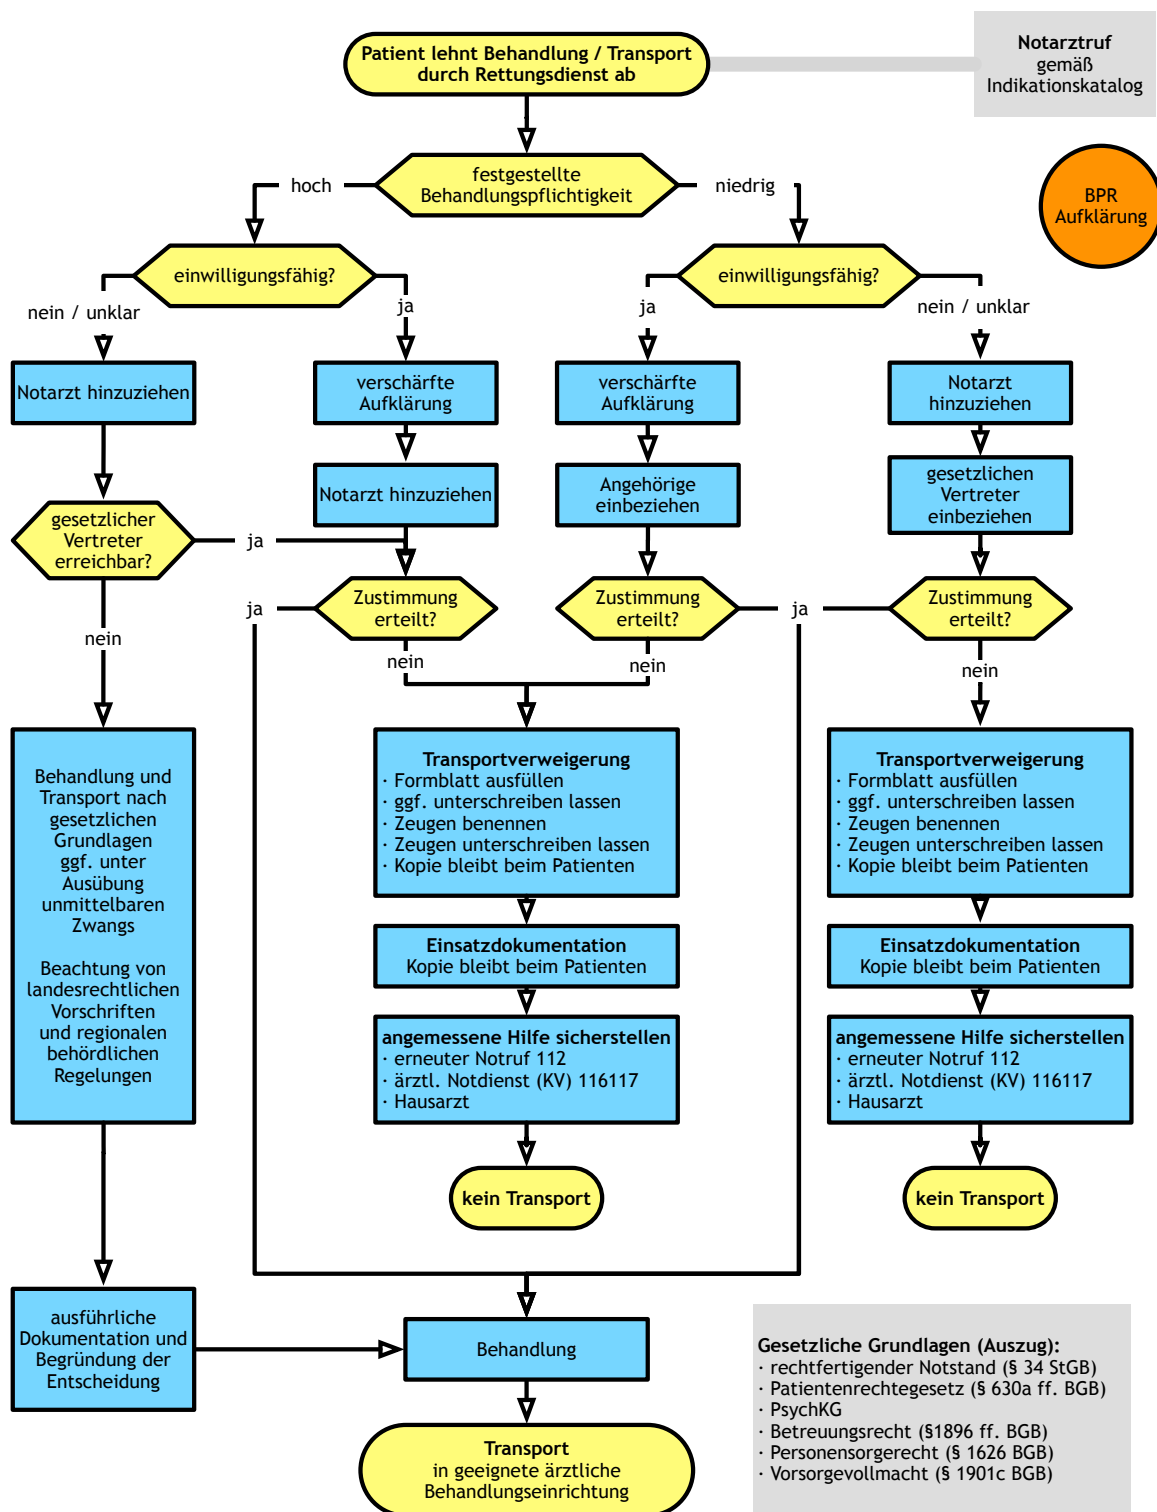 Patient lehnt Behandlung / Transport
durch Rettungsdienst ab
Notarztruf
gemäß
Indikationskatalog
BPR
Aufklärung
festgestellte
Behandlungspflichtigkeit
hoch
niedrig
einwilligungsfähig?
einwilligungsfähig?
nein / unklar
ja
ja
nein / unklar
Notarzt hinzuziehen
verschärfte
Aufklärung
verschärfte
Aufklärung
Notarzt
hinzuziehen
Notarzt hinzuziehen
Angehörige
einbeziehen
gesetzlichen
Vertreter
einbeziehen
gesetzlicher
Vertreter
erreichbar?
ja
ja
Zustimmung
erteilt?
Zustimmung
erteilt?
ja
Zustimmung
erteilt?
nein
nein
nein
nein
Behandlung und
Transport nach
gesetzlichen
Grundlagen
ggf. unter
Ausübung
unmittelbaren
Zwangs
Beachtung von
landesrechtlichen
Vorschriften
und regionalen
behördlichen
Regelungen
Transportverweigerung
· Formblatt ausfüllen
· ggf. unterschreiben lassen
· Zeugen benennen
· Zeugen unterschreiben lassen
· Kopie bleibt beim Patienten
Transportverweigerung
· Formblatt ausfüllen
· ggf. unterschreiben lassen
· Zeugen benennen
· Zeugen unterschreiben lassen
· Kopie bleibt beim Patienten
Einsatzdokumentation
Kopie bleibt beim Patienten
Einsatzdokumentation
Kopie bleibt beim Patienten
angemessene Hilfe sicherstellen
· erneuter Notruf 112
· ärztl. Notdienst (KV) 116117
· Hausarzt
angemessene Hilfe sicherstellen
· erneuter Notruf 112
· ärztl. Notdienst (KV) 116117
· Hausarzt
kein Transport
kein Transport
ausführliche
Dokumentation und
Begründung der
Entscheidung
Behandlung
Transport
in geeignete ärztliche
Behandlungseinrichtung
Gesetzliche Grundlagen (Auszug):
· rechtfertigender Notstand (§ 34 StGB)
· Patientenrechtegesetz (§ 630a ff. BGB)
· PsychKG
· Betreuungsrecht (§1896 ff. BGB)
· Personensorgerecht (§ 1626 BGB)
· Vorsorgevollmacht (§ 1901c BGB)